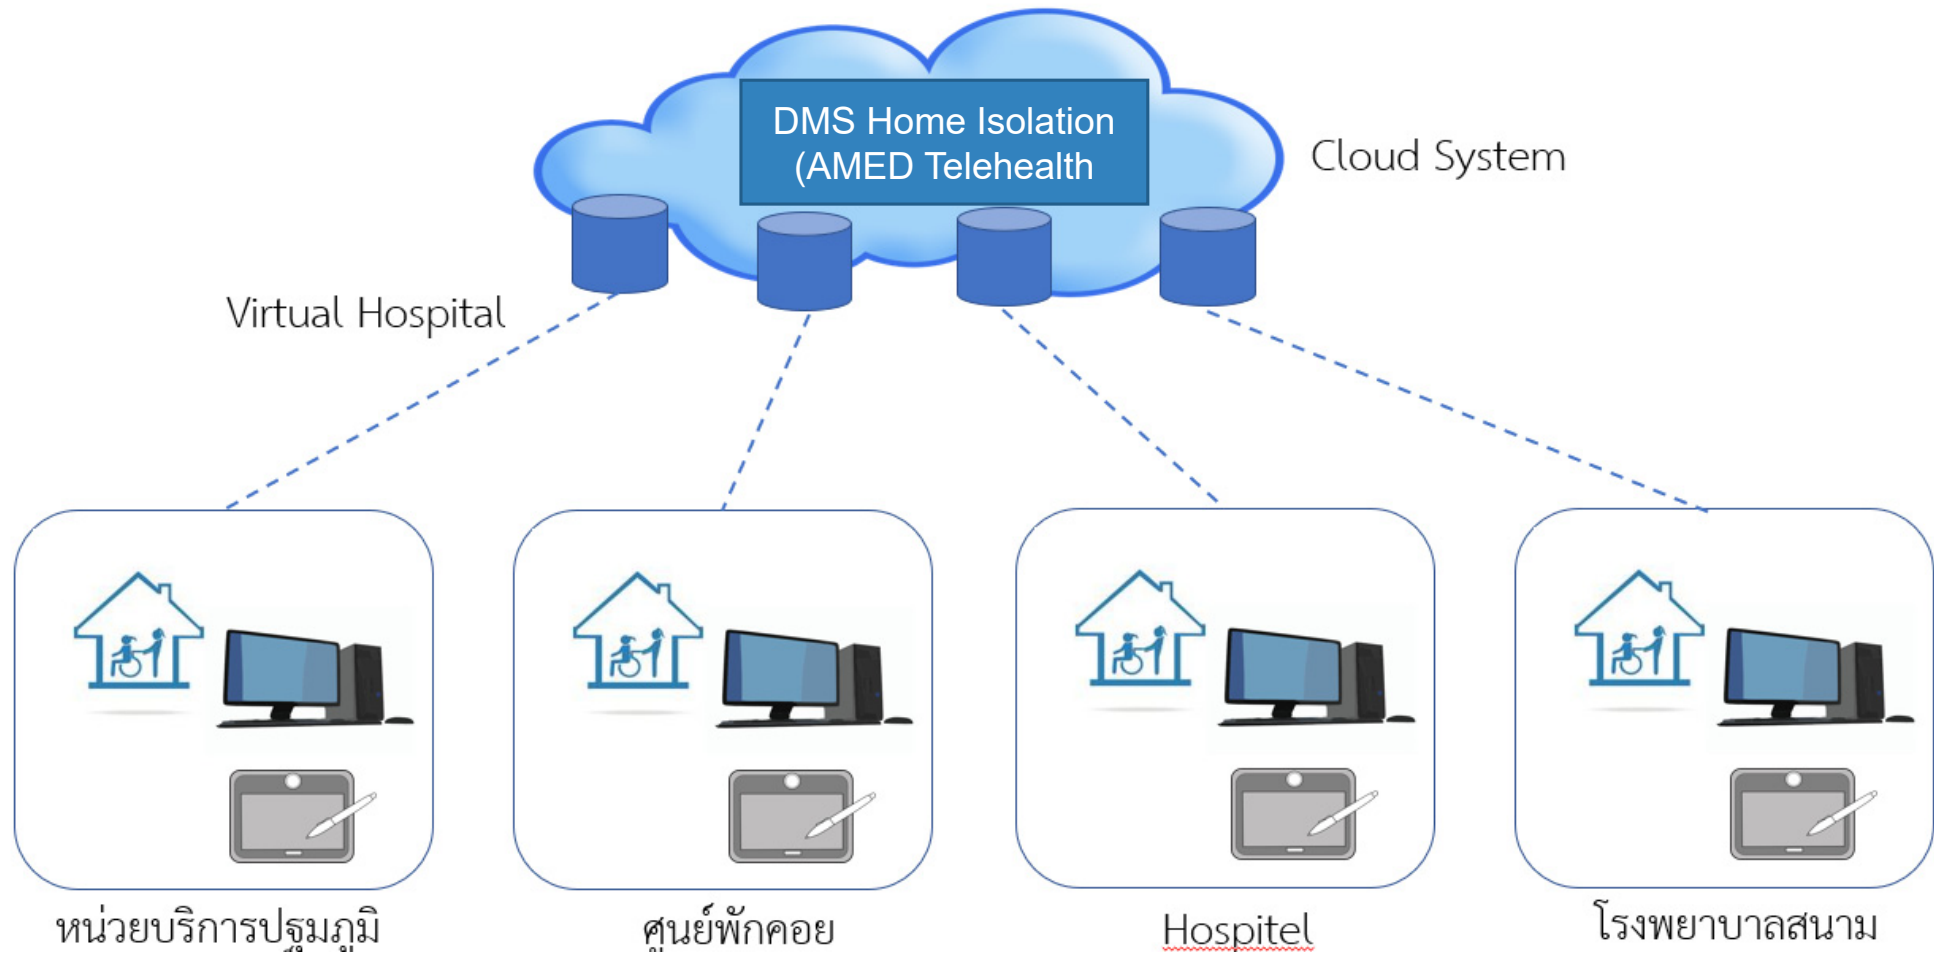 DMS Home Isolation
(AMED Telehealth
Cloud System
Virtual Hospital
หน่วยบริการปฐมภูมิ
ศูนย์พักคอย
Hospitel
โรงพยาบาลสนาม